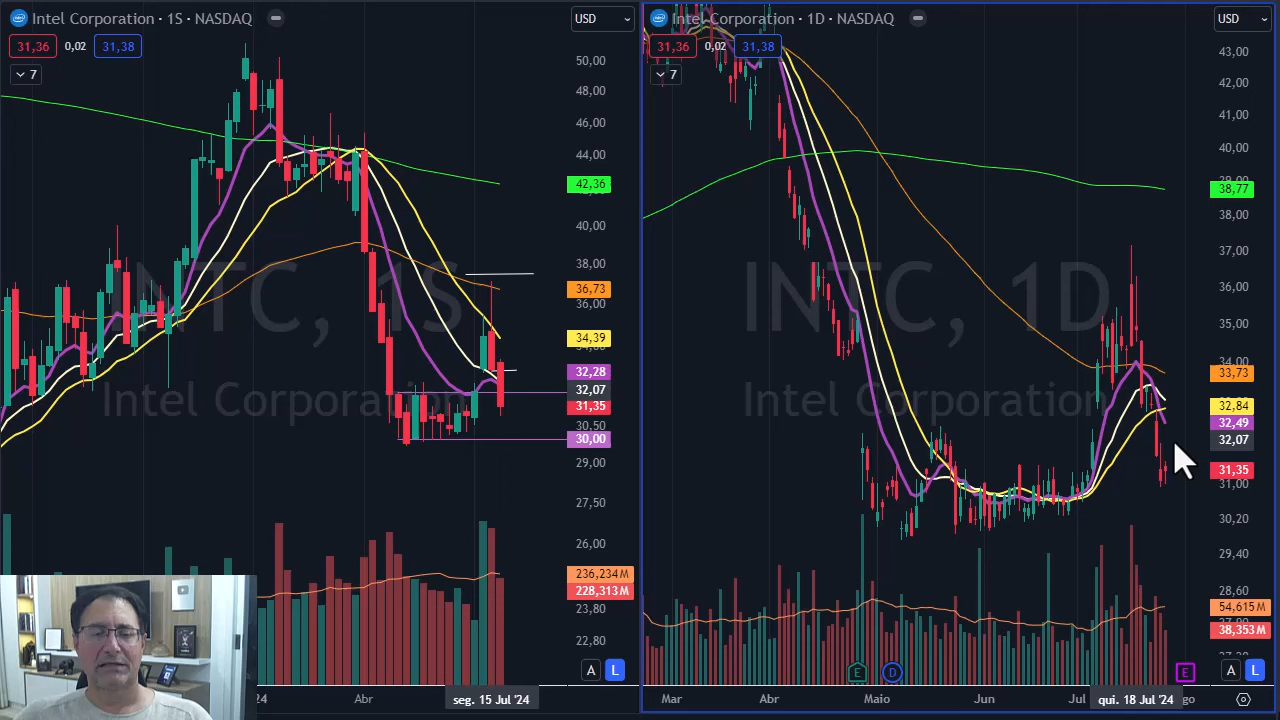 Intel Corporation · 1S · NASDAQ
USD
31,36 0,02 31,38
7
50,00
48,00
46,00
44,00
42,36
40,00
38,00
36,73
36,00
34,39
32,28
32,07
31,35
30,50
30,00
29,00
27,50
26,00
236,234M
228,313M
23,80
22,80
INTC, 1S
Intel Corporation
A L
24 Abr seg. 15 Jul '24
Intel Corporation · 1D · NASDAQ
USD
31,36 0,02 31,38
7
43,00
42,00
41,00
40,00
39,00
38,77
38,00
37,00
36,00
35,00
34,00
33,73
32,84
32,49
32,07
31,35
31,00
30,20
29,40
28,60
54,615M
38,353M
INTC, 1D
Intel Corporation
E D E
A L
Mar Abr Maio Jun Jul qui. 18 Jul '24 go